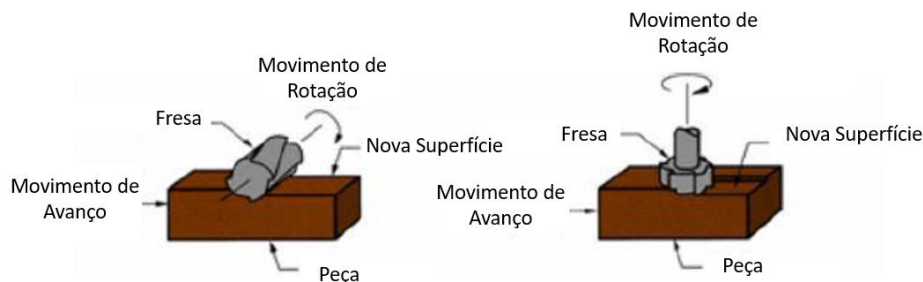 Movimento de
Rotação
Fresa
Nova Superfície
Movimento de
Avanço
Peça
Movimento de
Rotação
Fresa
Nova Superfície
Movimento de
Avanço
Peça